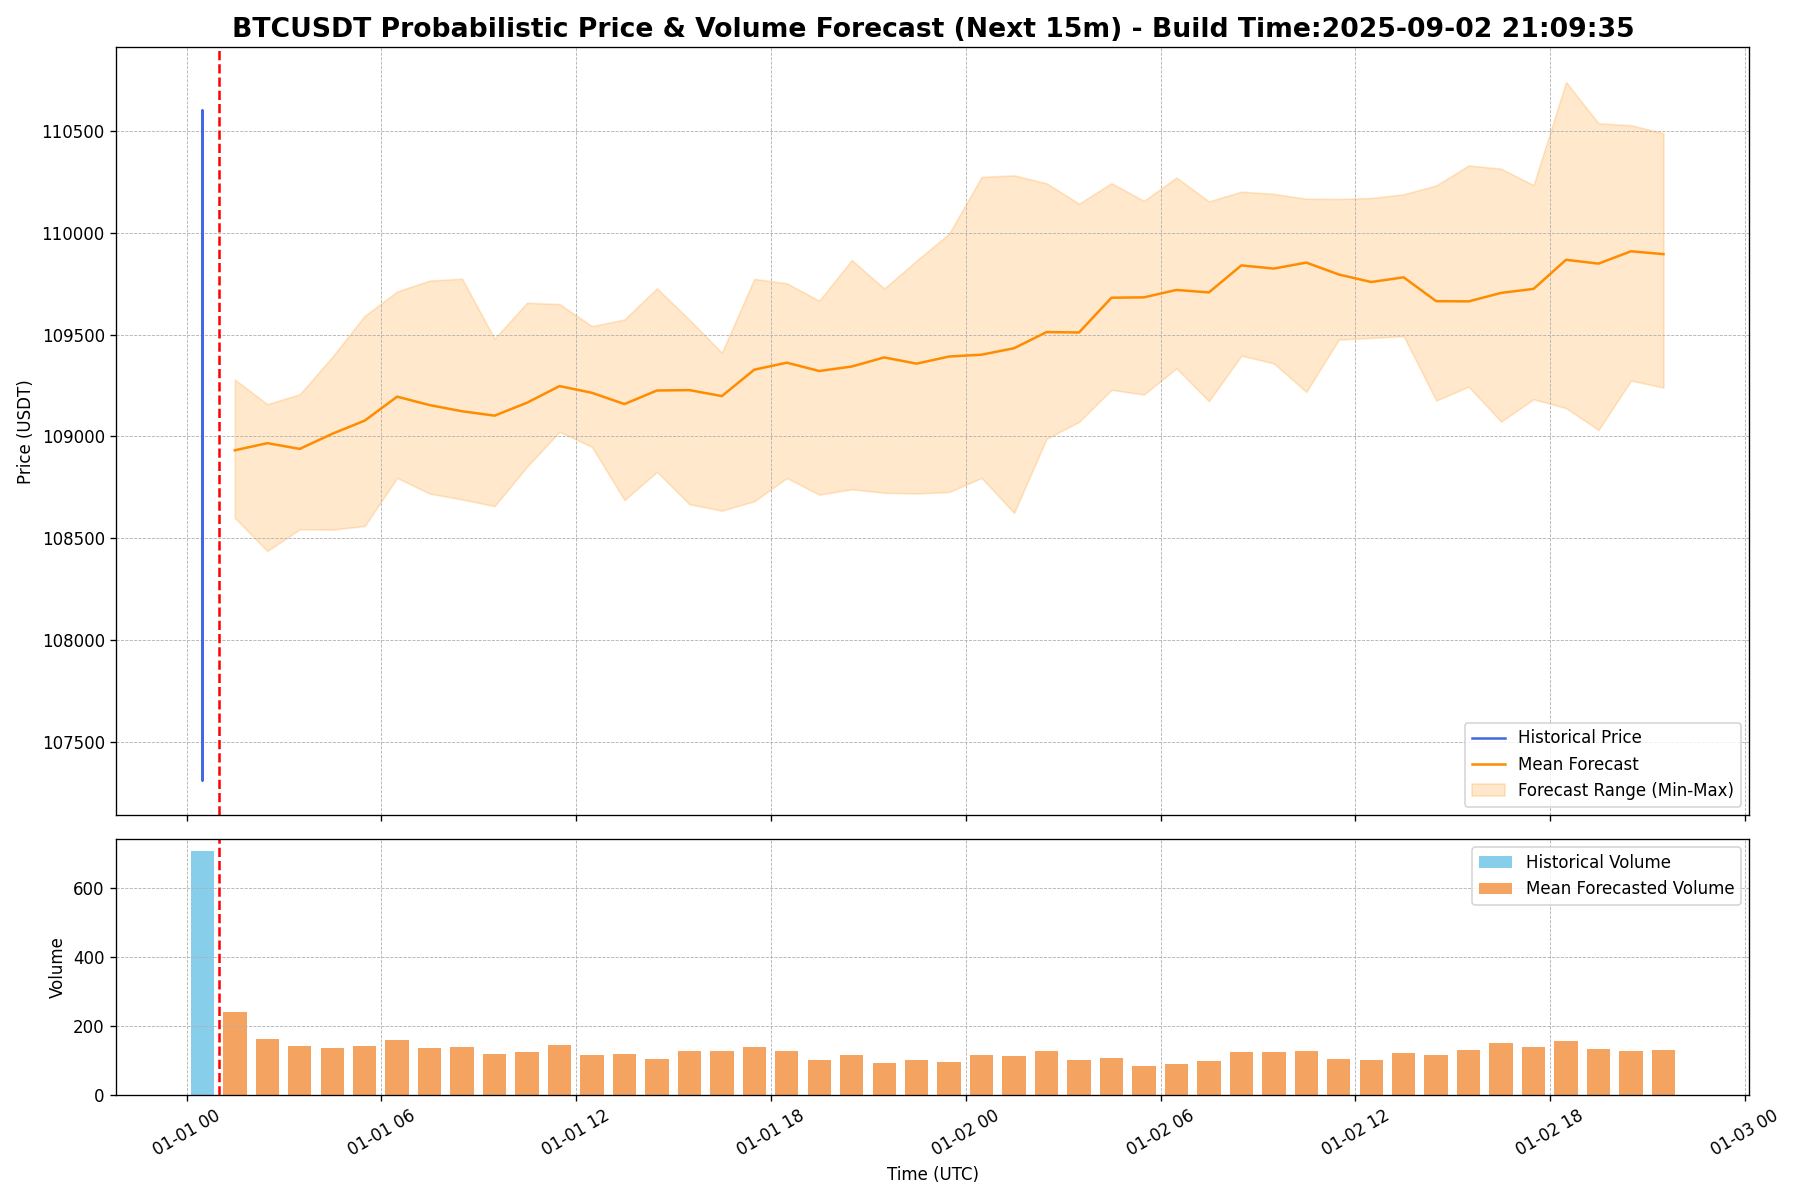 BTCUSDT Probabilistic Price & Volume Forecast (Next 15m) - Build Time:2025-09-02 21:09:35
110500
110000
109500
109000
108500
108000
107500
Price (USDT)
Historical Price
Mean Forecast
Forecast Range (Min-Max)
600
400
200
0
Volume
Historical Volume
Mean Forecasted Volume
01-01 00
01-01 06
01-01 12
01-01 18
01-02 00
01-02 06
01-02 12
01-02 18
01-03 00
Time (UTC)